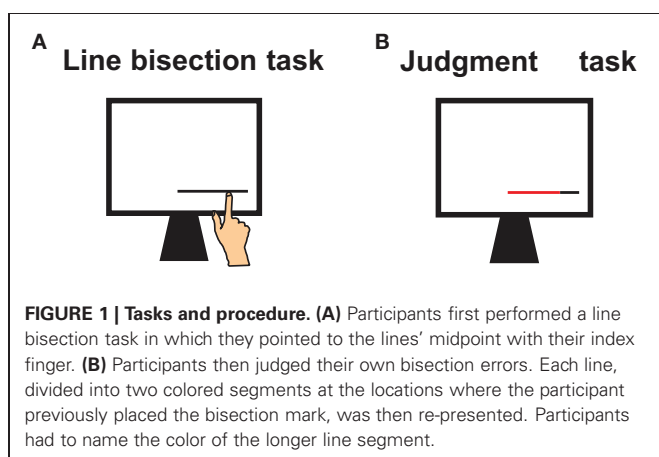 A
Line bisection task
B
Judgment task
FIGURE 1 | Tasks and procedure. (A) Participants first performed a line
bisection task in which they pointed to the lines' midpoint with their index
finger. (B) Participants then judged their own bisection errors. Each line,
divided into two colored segments at the locations where the participant
previously placed the bisection mark, was then re-presented. Participants
had to name the color of the longer line segment.